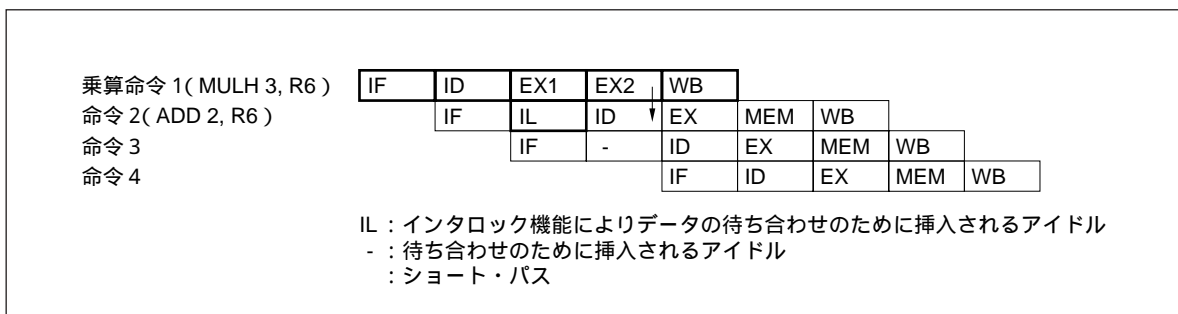 乗算命令 1( MULH 3, R6 ) IF ID EX1 EX2 WB
命令 2( ADD 2, R6 ) IF IL ID EX MEM WB
命令 3 IF - ID EX MEM WB
命令 4 IF ID EX MEM WB
IL：インタロック機能によりデータの待ち合わせのために挿入されるアイドル
-：待ち合わせのために挿入されるアイドル
：ショート・パス